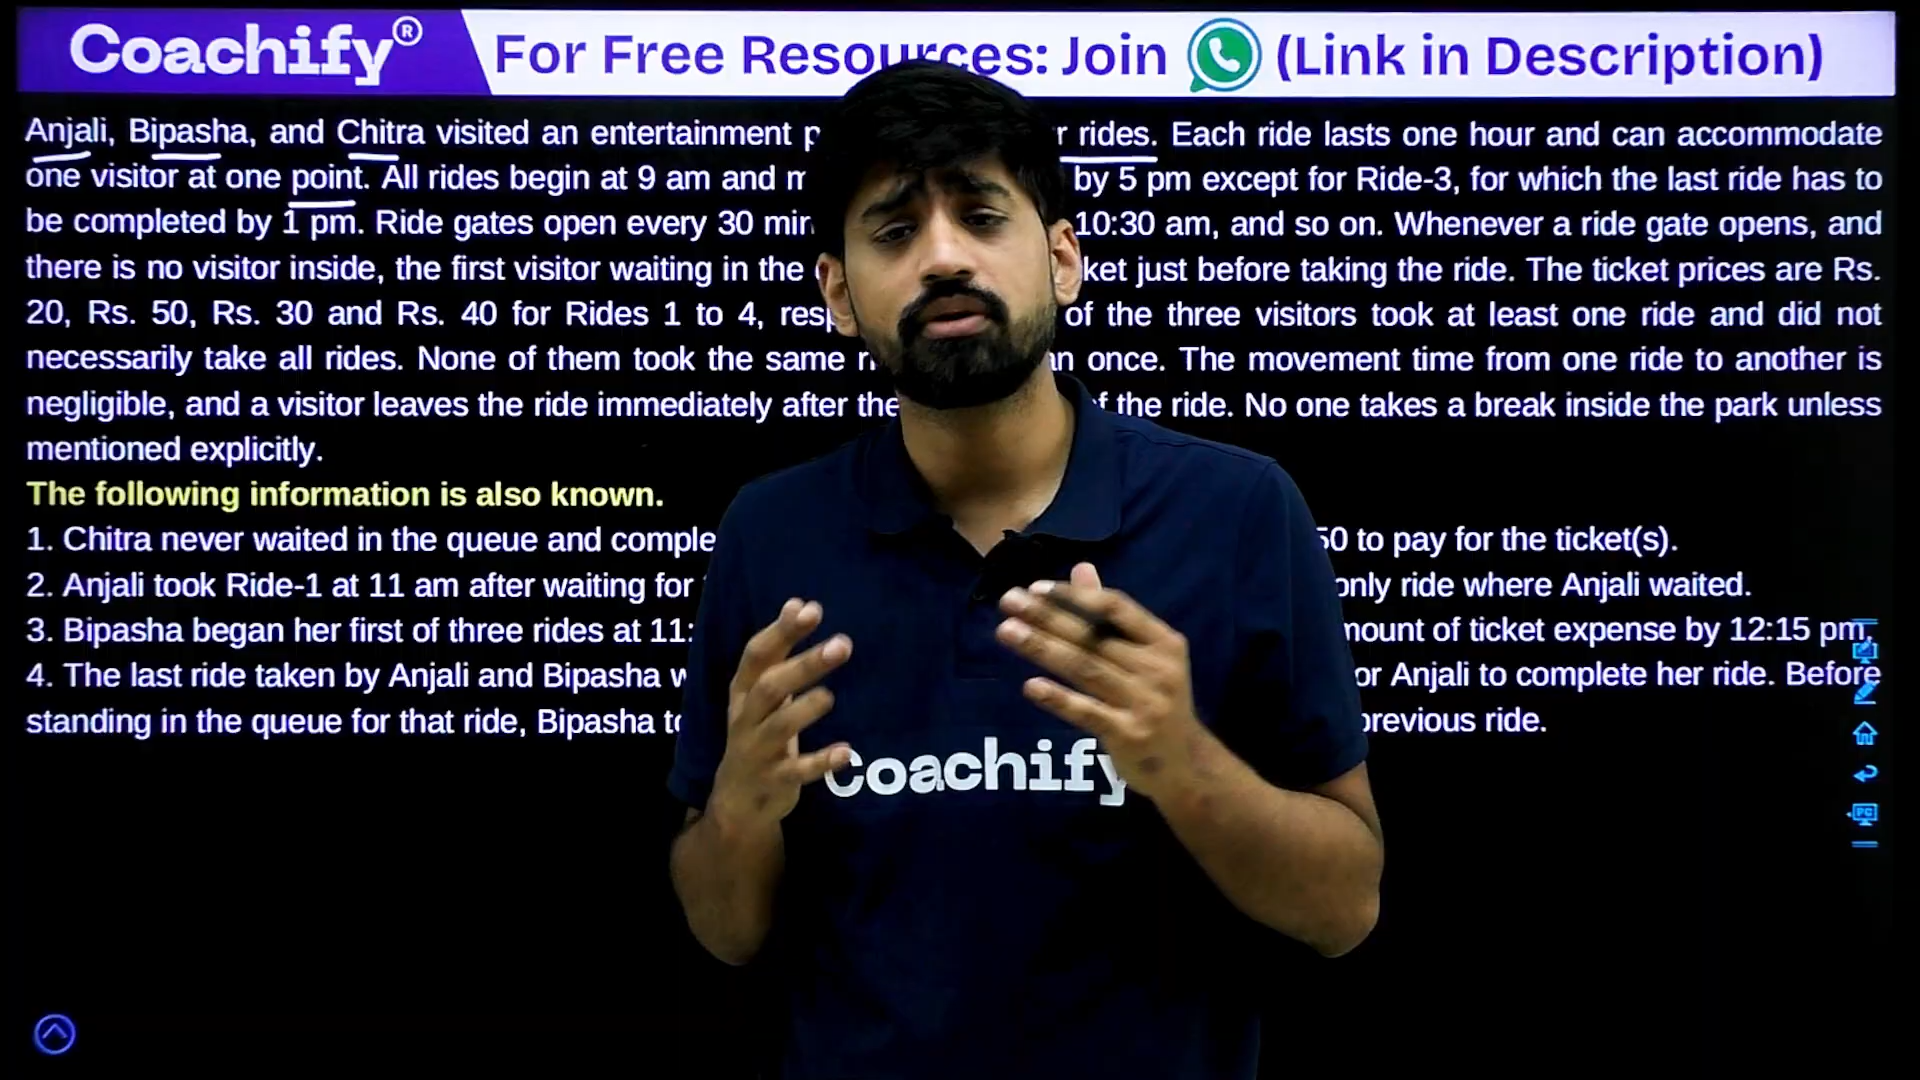 Coachify® For Free Resources: Join (Link in Description)
Anjali, Bipasha, and Chitra visited an entertainment p r rides. Each ride lasts one hour and can accommodate
one visitor at one point. All rides begin at 9 am and m by 5 pm except for Ride-3, for which the last ride has to
be completed by 1 pm. Ride gates open every 30 min 10:30 am, and so on. Whenever a ride gate opens, and
there is no visitor inside, the first visitor waiting in the ket just before taking the ride. The ticket prices are Rs.
20, Rs. 50, Rs. 30 and Rs. 40 for Rides 1 to 4, resp of the three visitors took at least one ride and did not
necessarily take all rides. None of them took the same r an once. The movement time from one ride to another is
negligible, and a visitor leaves the ride immediately after the f the ride. No one takes a break inside the park unless
mentioned explicitly.
The following information is also known.
1. Chitra never waited in the queue and comple 50 to pay for the ticket(s).
2. Anjali took Ride-1 at 11 am after waiting for only ride where Anjali waited.
3. Bipasha began her first of three rides at 11: mount of ticket expense by 12:15 pm.
4. The last ride taken by Anjali and Bipasha w or Anjali to complete her ride. Before
standing in the queue for that ride, Bipasha to previous ride.
Coachify
PC